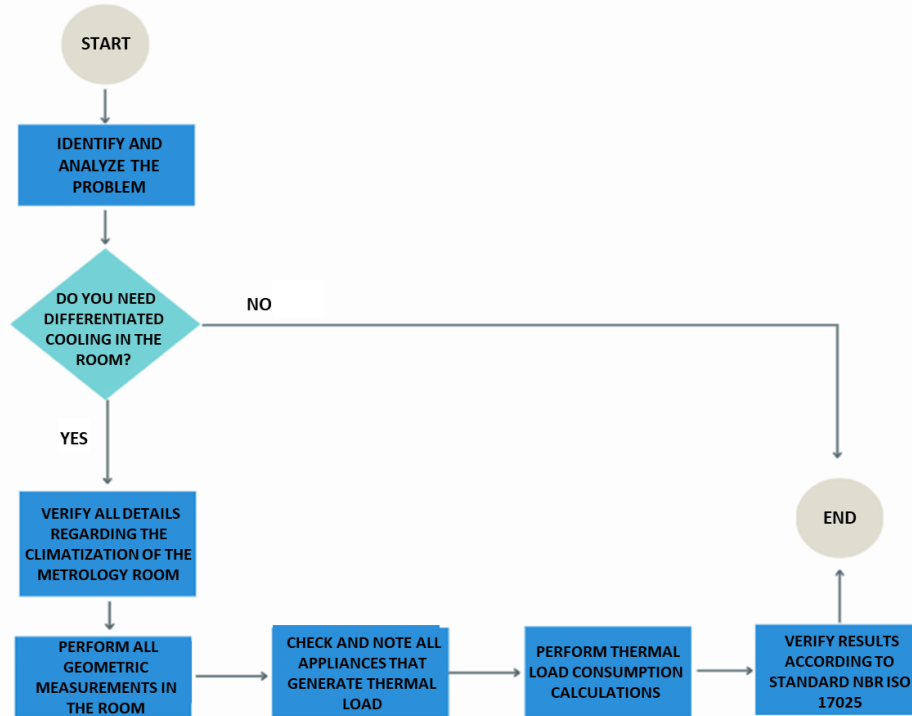 START
IDENTIFY AND
ANALYZE THE
PROBLEM
DO YOU NEED
DIFFERENTIATED
COOLING IN THE
ROOM?
NO
YES
VERIFY ALL DETAILS
REGARDING THE
CLIMATIZATION OF THE
METROLOGY ROOM
PERFORM ALL
GEOMETRIC
MEASUREMENTS IN
THE ROOM
CHECK AND NOTE ALL
APPLIANCES THAT
GENERATE THERMAL
LOAD
PERFORM THERMAL
LOAD CONSUMPTION
CALCULATIONS
VERIFY RESULTS
ACCORDING TO
STANDARD NBR ISO
17025
END